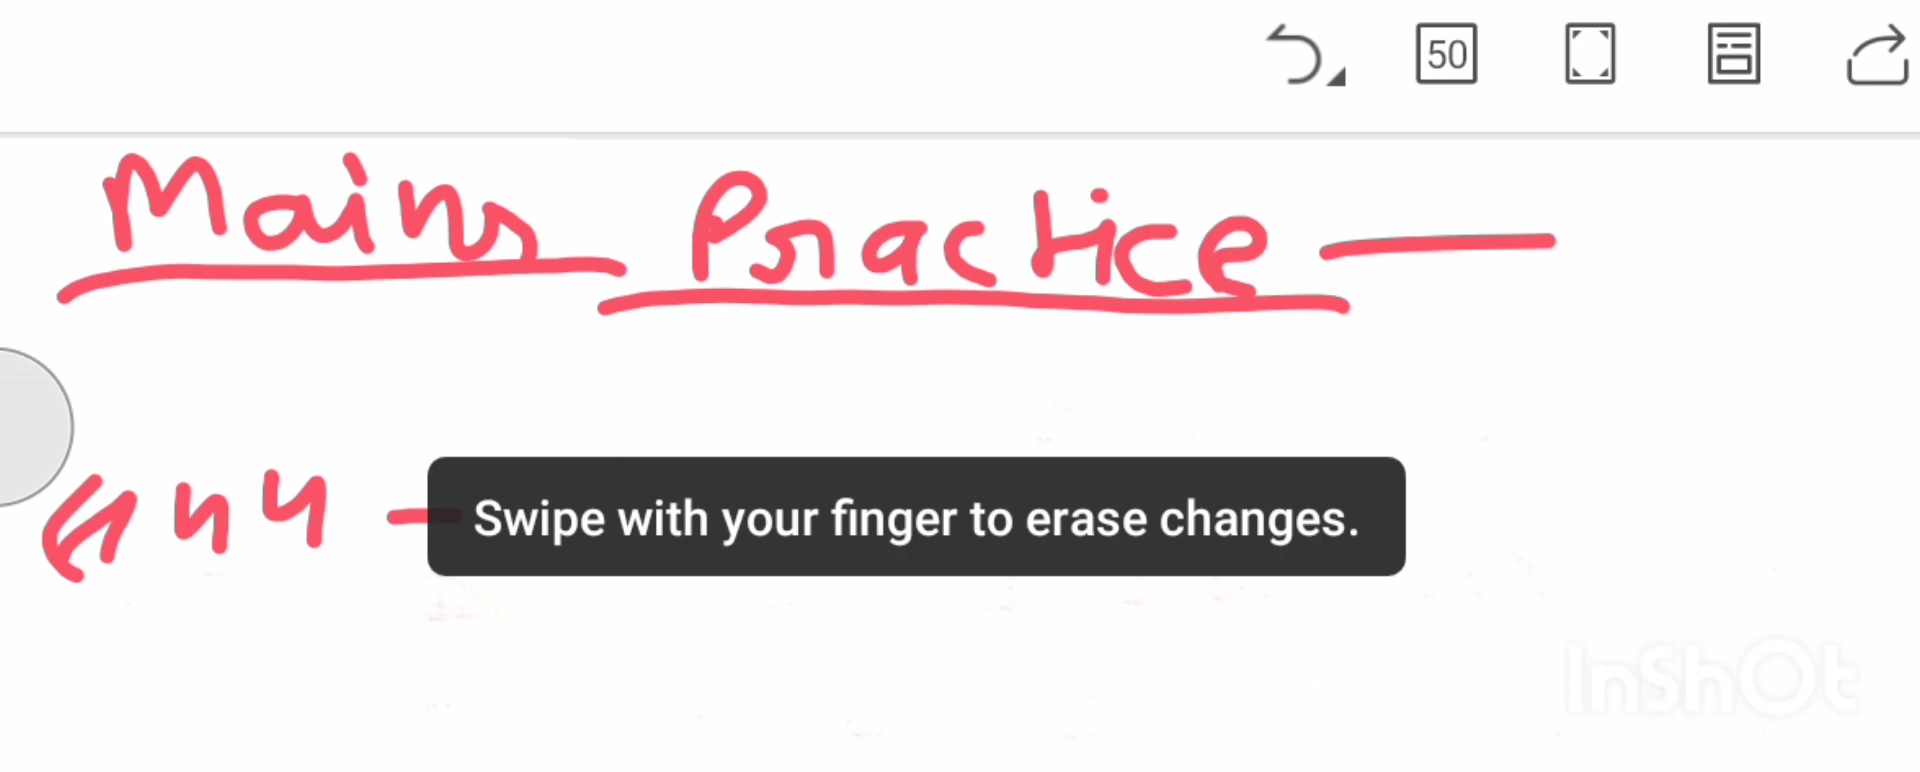 50
Mains Practice —
Swipe with your finger to erase changes.
InShOt